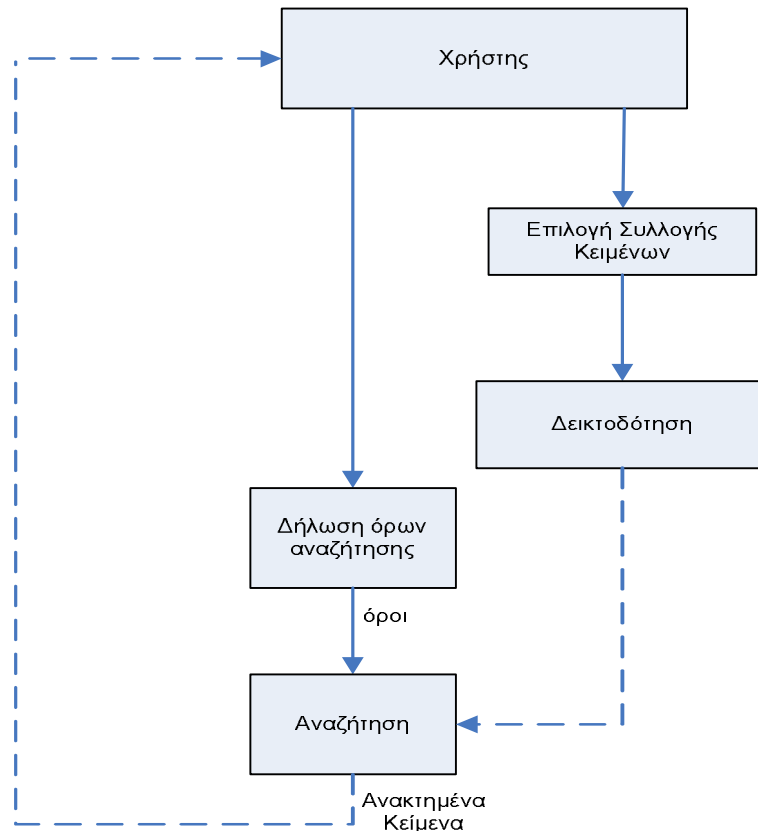 Χρήστης
Επιλογή Συλλογής
Κειμένων
Δεικτοδότηση
Δήλωση όρων
αναζήτησης
όροι
Αναζήτηση
Ανακτημένα
Κείμενα